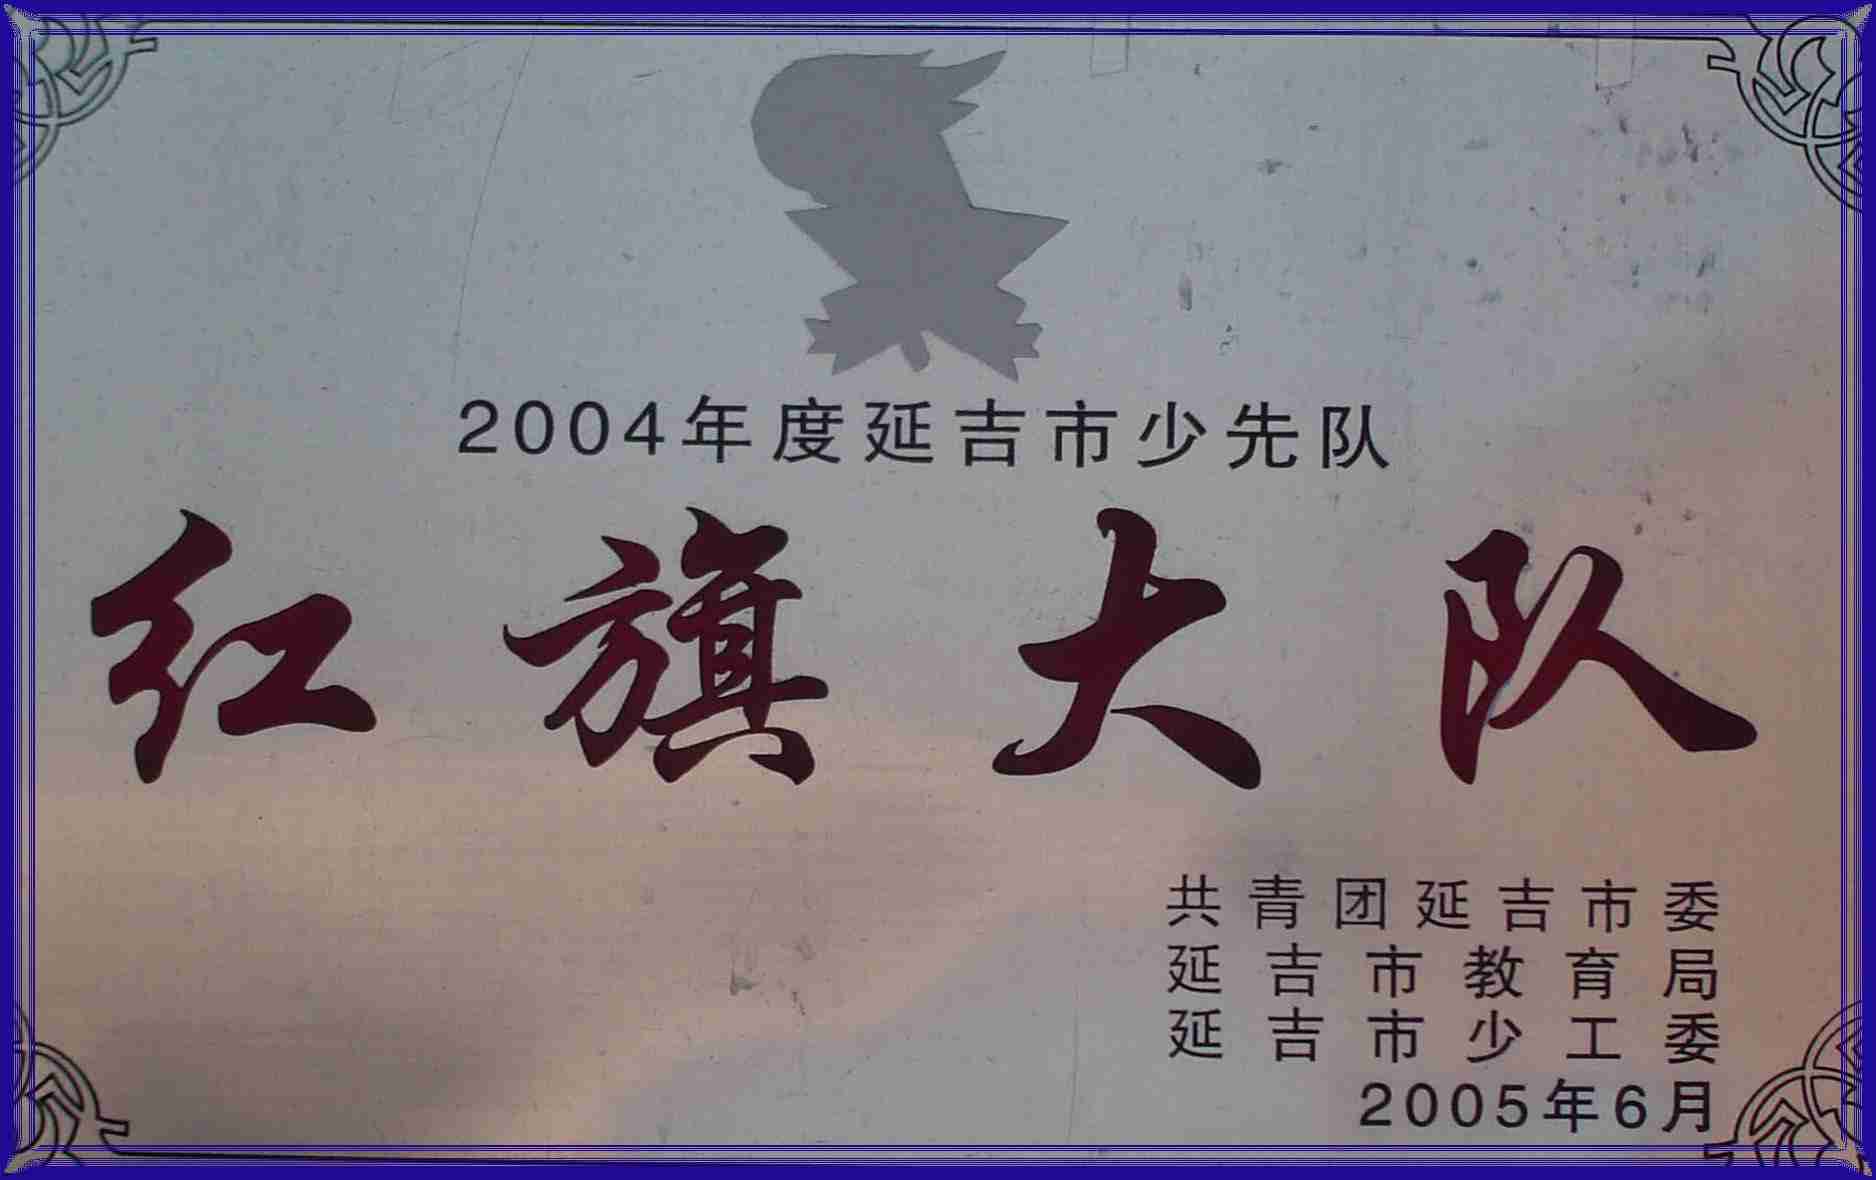 2004年度延吉市少先队
红旗大队
共青团延吉市委
延吉市教育局
延吉市少工委
2005年6月